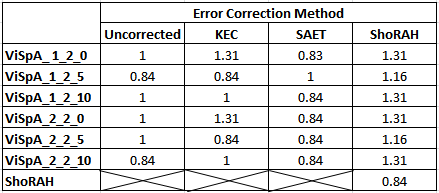 Error Correction Method
Uncorrected KEC SAET ShoRAH
ViSpA_1_2_0 1 1.31 0.83 1.31
ViSpA_1_2_5 0.84 0.84 1 1.16
ViSpA_1_2_10 1 1 0.84 1.31
ViSpA_2_2_0 1 1.31 0.84 1.31
ViSpA_2_2_5 1 0.84 0.84 1.16
ViSpA_2_2_10 0.84 1 0.84 1.31
ShoRAH 0.84